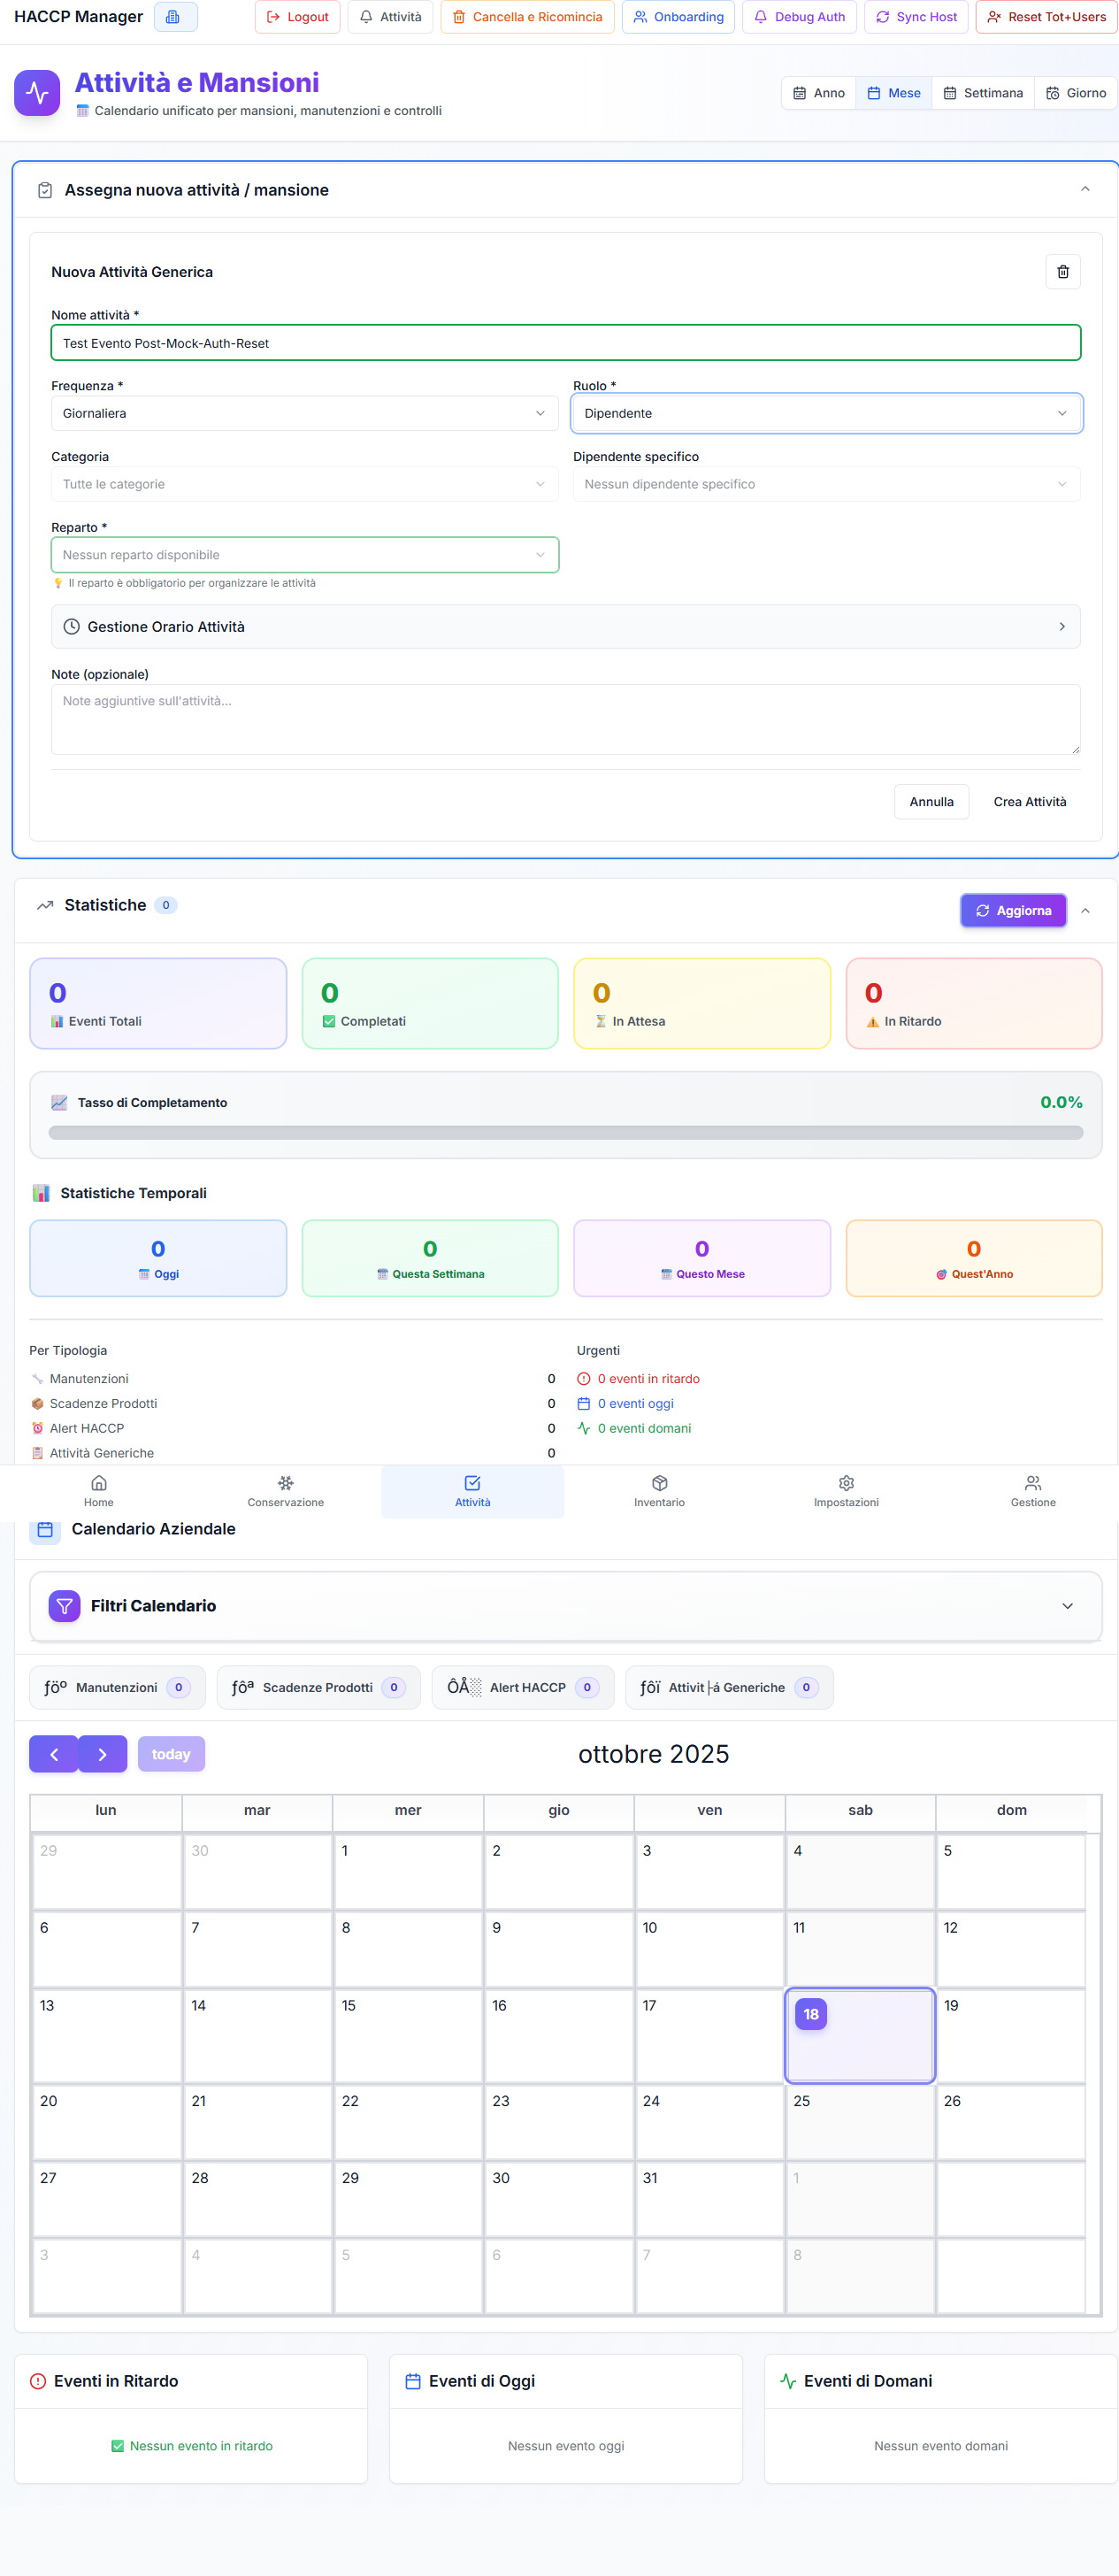 HACCP Manager
Logout
Attività
Cancella e Ricomincia
Onboarding
Debug Auth
Sync Host
Reset Tot+Users
Attività e Mansioni
Calendario unificato per mansioni, manutenzioni e controlli
Anno
Mese
Settimana
Giorno
Assegna nuova attività / mansione
Nuova Attività Generica
Nome attività *
Test Evento Post-Mock-Auth-Reset
Frequenza *
Ruolo *
Giornaliera
Dipendente
Categoria
Dipendente specifico
Tutte le categorie
Nessun dipendente specifico
Reparto *
Nessun reparto disponibile
💡 Il reparto è obbligatorio per organizzare le attività
Gestione Orario Attività
Note (opzionale)
Note aggiuntive sull'attività...
Annulla
Crea Attività
Statistiche 0
Aggiorna
0
📊 Eventi Totali
0
✅ Completati
0
⏳ In Attesa
0
⚠️ In Ritardo
📈 Tasso di Completamento
0.0%
📊 Statistiche Temporali
0
Oggi
0
Questa Settimana
0
Questo Mese
0
🎯 Quest'Anno
Per Tipologia
🔧 Manutenzioni 0
📦 Scadenze Prodotti 0
⏰ Alert HACCP 0
📋 Attività Generiche 0
Urgenti
0 eventi in ritardo
0 eventi oggi
0 eventi domani
Home
Conservazione
Attività
Inventario
Impostazioni
Gestione
Calendario Aziendale
Filtri Calendario
ƒöº Manutenzioni 0
ƒôª Scadenze Prodotti 0
ÔÅ░ Alert HACCP 0
ƒôï Attivit├á Generiche 0
today
ottobre 2025
lun mar mer gio ven sab dom
29 30 1 2 3 4 5
6 7 8 9 10 11 12
13 14 15 16 17 18 19
20 21 22 23 24 25 26
27 28 29 30 31 1
3 4 5 6 7 8
Eventi in Ritardo
✅ Nessun evento in ritardo
Eventi di Oggi
Nessun evento oggi
Eventi di Domani
Nessun evento domani